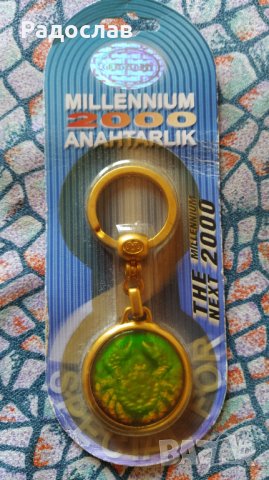 Радослав
MILLENNIUM
2000
ANAHTARLIK
THE MILLENNIUM
NEXT 2000